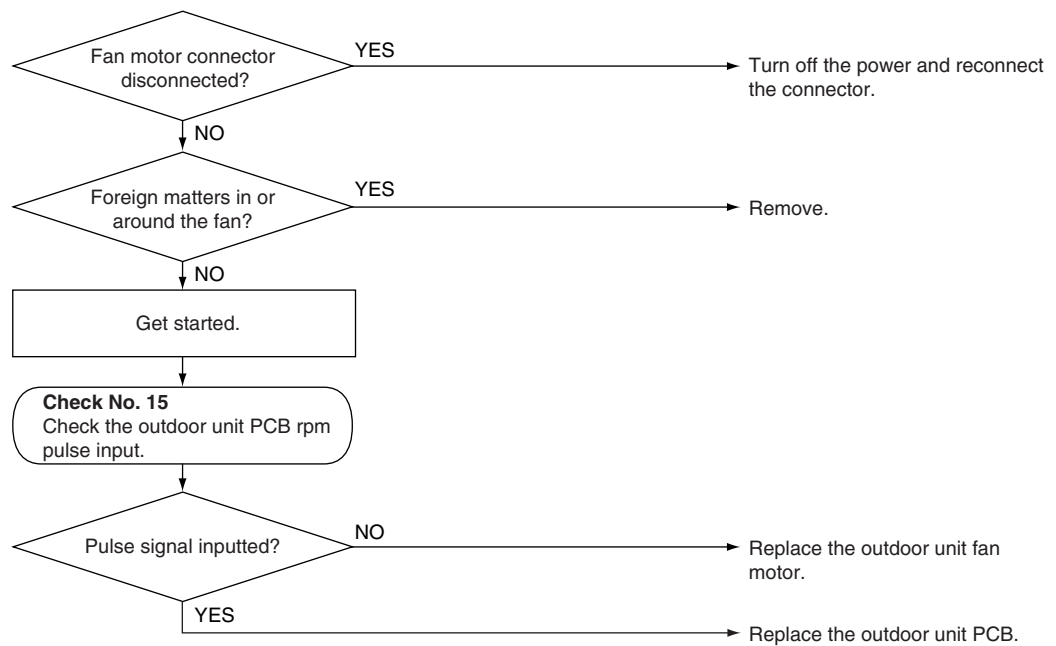 Fan motor connector
disconnected?
YES
Turn off the power and reconnect
the connector.
NO
Foreign matters in or
around the fan?
YES
Remove.
NO
Get started.
Check No. 15
Check the outdoor unit PCB rpm
pulse input.
Pulse signal inputted?
NO
Replace the outdoor unit fan
motor.
YES
Replace the outdoor unit PCB.